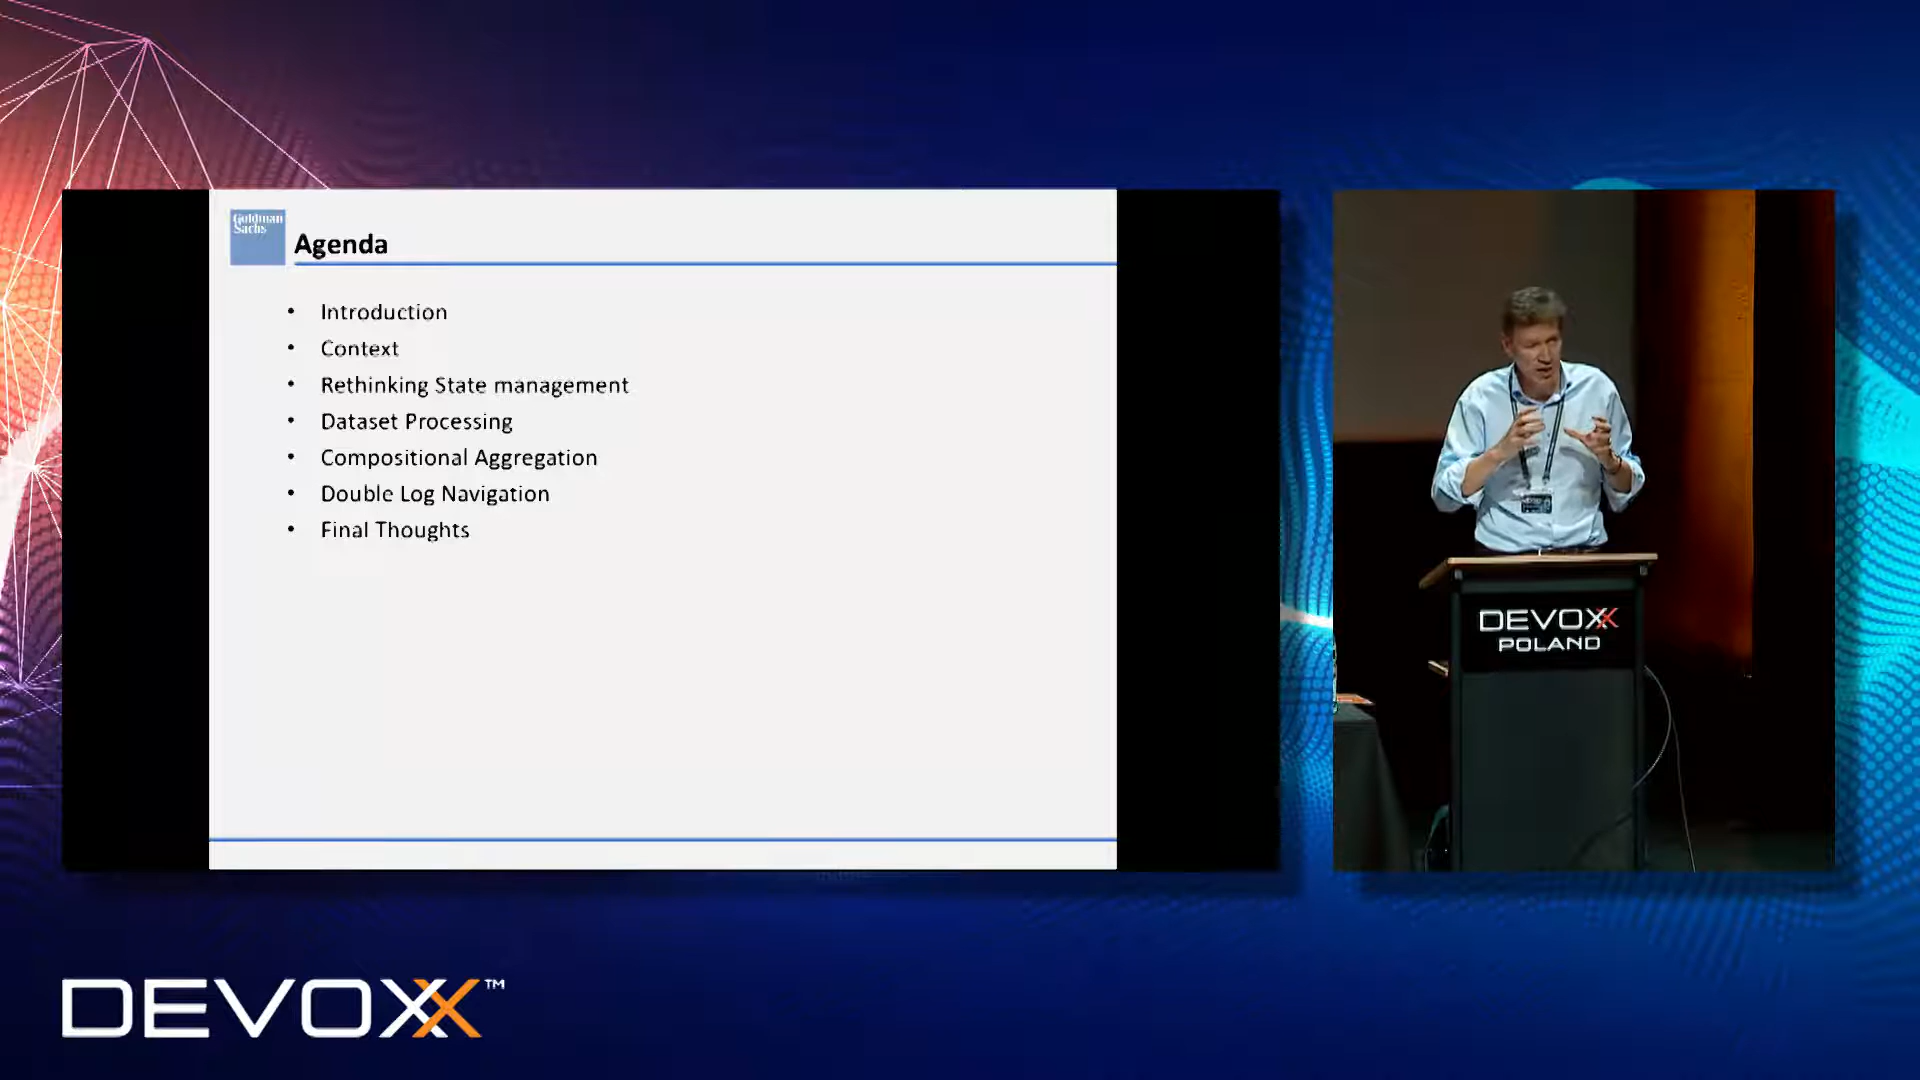 Goldman
Sachs
Agenda
• Introduction
• Context
• Rethinking State management
• Dataset Processing
• Compositional Aggregation
• Double Log Navigation
• Final Thoughts
DEVOXX
POLAND
DEVOXX™